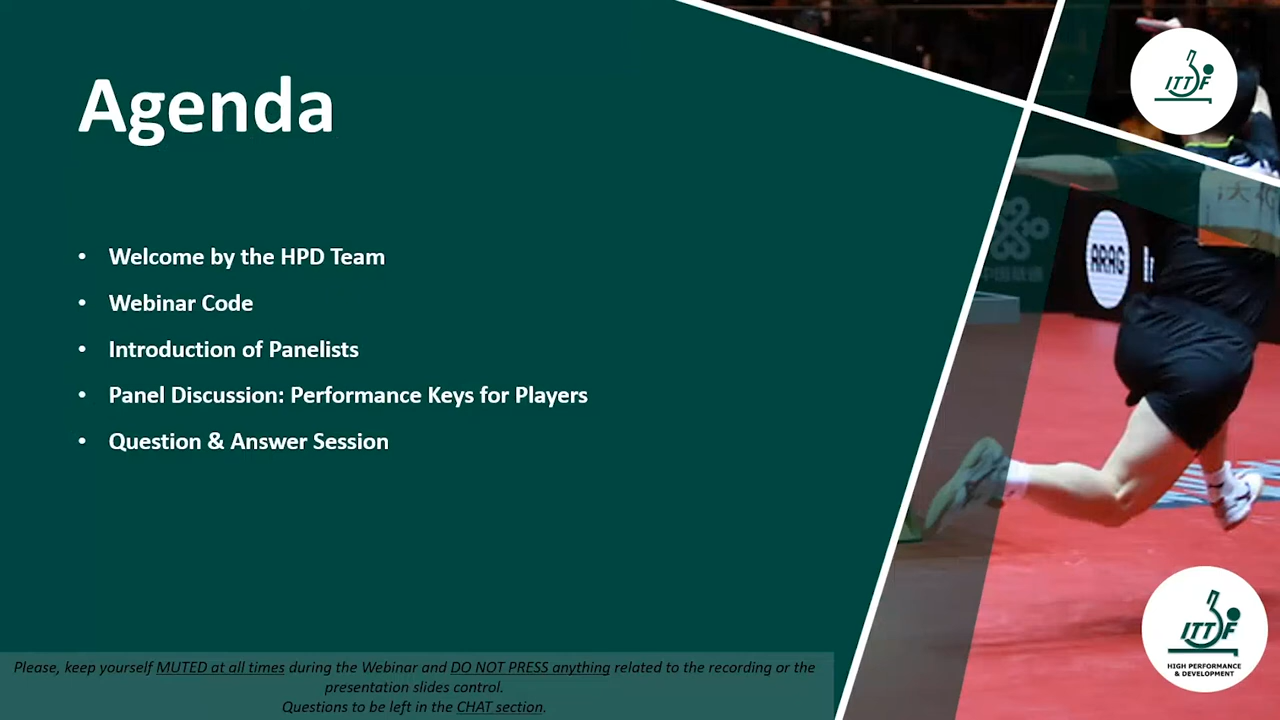 Agenda
• Welcome by the HPD Team
• Webinar Code
• Introduction of Panelists
• Panel Discussion: Performance Keys for Players
• Question & Answer Session
Please, keep yourself MUTED at all times during the Webinar and DO NOT PRESS anything related to the recording or the
presentation slides control.
Questions to be left in the CHAT section.
ITTF
ARAG
ITTF
HIGH PERFORMANCE
& DEVELOPMENT